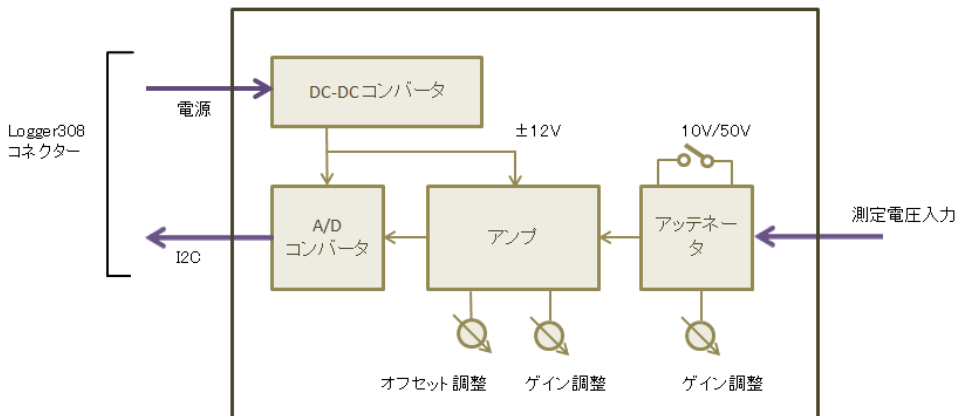 DC-DCコンバータ
電源
±12V
10V/50V
Logger308
コネクター
A/D
コンバータ
アンプ
アッテネー
タ
測定電圧入力
I2C
オフセット調整
ゲイン調整
ゲイン調整